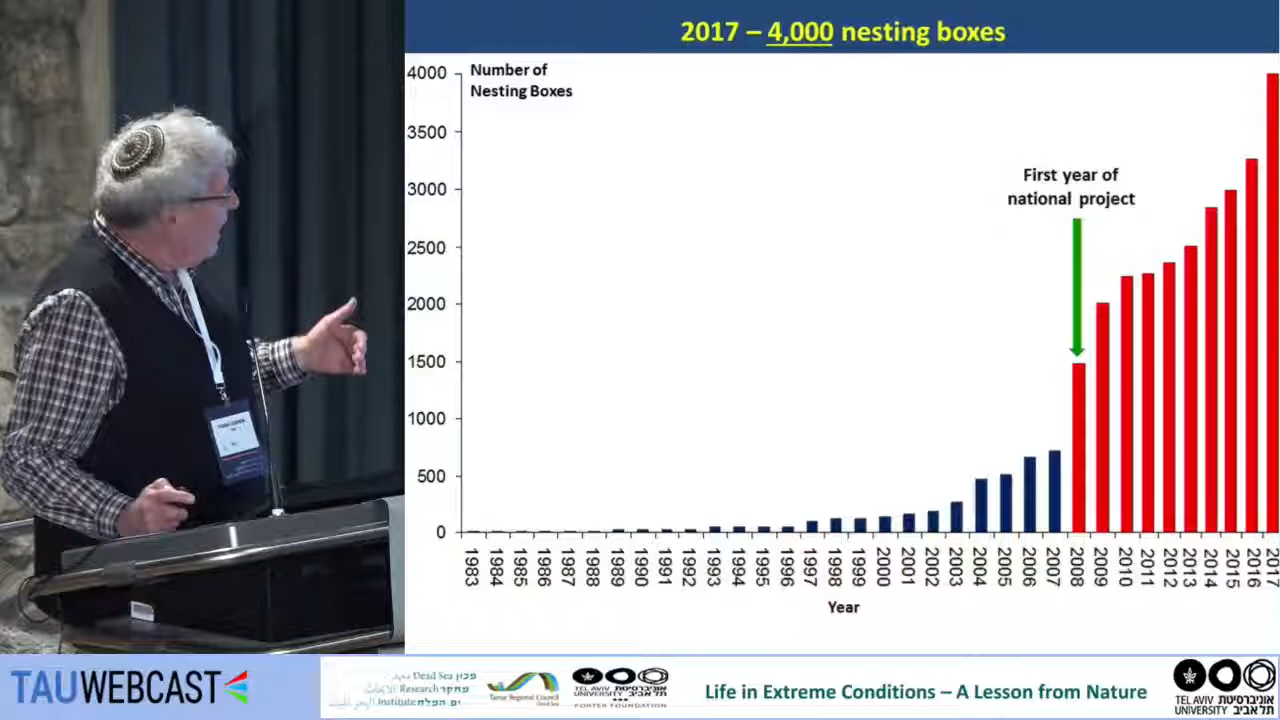 2017 – 4,000 nesting boxes
Number of
Nesting Boxes
4000
3500
3000
2500
2000
1500
1000
500
0
First year of
national project
1983 1984 1985 1986 1987 1988 1989 1990 1991 1992 1993 1994 1995 1996 1997 1998 1999 2000 2001 2002 2003 2004 2005 2006 2007 2008 2009 2010 2011 2012 2013 2014 2015 2016 2017
Year
TAUWEBCAST
Dead Sea מכון
Research מחקר
Institute ים המלח
Tamar Regional Council
TEL AVIV אוניברסיטת
UNIVERSITY תל אביב
PORTER FOUNDATION
Life in Extreme Conditions – A Lesson from Nature
TEL AVIV אוניברסיטת
UNIVERSITY תל אביב